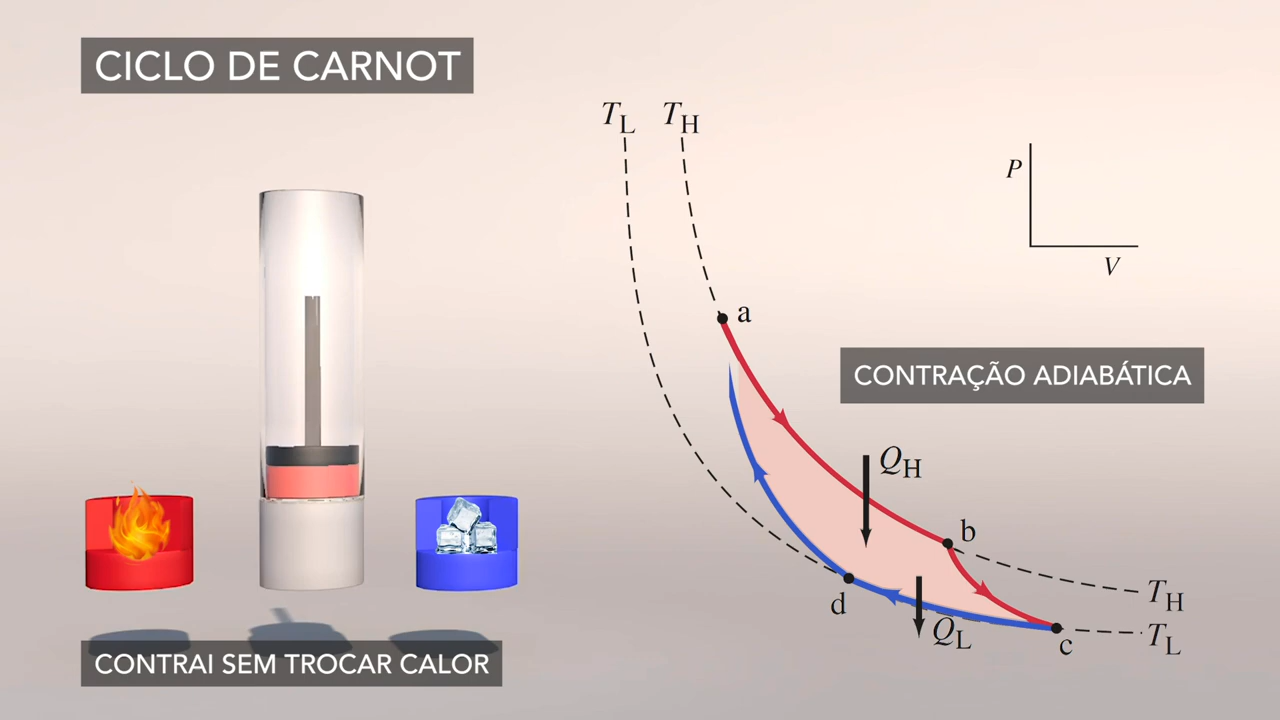 CICLO DE CARNOT
T_L T_H
P
V
a
CONTRAÇÃO ADIABÁTICA
Q_H
b
d
Q_L
c
T_H
T_L
CONTRAI SEM TROCAR CALOR